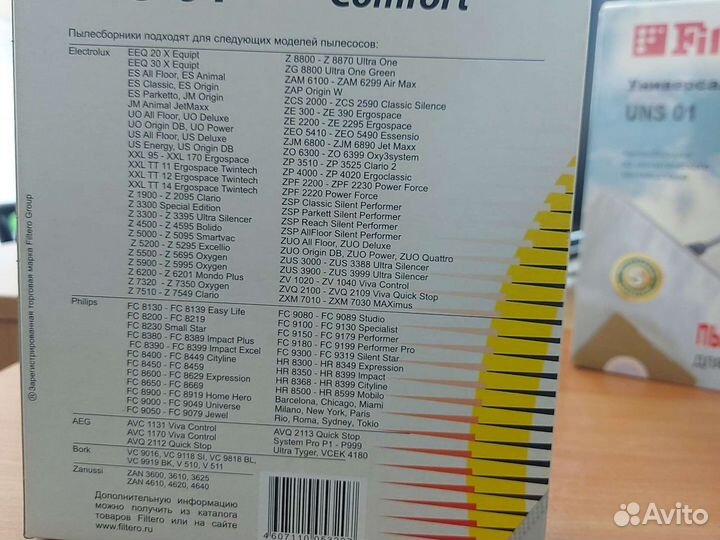 Comfort
Пылесборники подходят для следующих моделей пылесосов:
Electrolux
EEQ 20 X Equipt
EEQ 30 X Equipt
ES All Floor, ES Animal
ES Classic, ES Origin
ES Parketto, JM Origin
JM Animal JetMaxx
UO All Floor, UO Deluxe
UO Origin DB, UO Power
US All Floor, US Deluxe
US Energy, US Origin DB
XXL 95 - XXL 170 Ergospace
XXL TT 11 Ergospace Twintech
XXL TT 12 Ergospace Twintech
XXL TT 14 Ergospace Twintech
Z 1900 - Z 2095 Clario
Z 3300 Special Edition
Z 3300 - Z 3395 Ultra Silencer
Z 4500 - Z 4595 Bolido
Z 5000 - Z 5095 Smartvac
Z 5200 - Z 5295 Excellio
Z 5500 - Z 5695 Oxygen
Z 5900 - Z 5995 Oxygen
Z 6200 - Z 6201 Mondo Plus
Z 7320 - Z 7350 Oxygen
Z 7510 - Z 7549 Clario
Z 8800 - Z 8870 Ultra One
ZG 8800 Ultra One Green
ZAM 6100 - ZAM 6299 Air Max
ZAP Origin W
ZCS 2000 - ZCS 2590 Classic Silence
ZE 300 - ZE 390 Ergospace
ZE 2200 - ZE 2295 Ergospace
ZEO 5410 - ZEO 5490 Essensio
ZJM 6800 - ZJM 6890 Jet Maxx
ZO 6300 - ZO 6399 Oxy3system
ZP 3510 - ZP 3525 Clario 2
ZP 4000 - ZP 4020 Ergoclassic
ZPF 2200 - ZPF 2230 Power Force
ZPF 2220 Power Force
ZSP Classic Silent Performer
ZSP Parkett Silent Performer
ZSP Reach Silent Performer
ZSP AllFloor Silent Performer
ZUO All Floor, ZUO Deluxe
ZUO Origin DB, ZUO Power, ZUO Quattro
ZUS 3000 - ZUS 3388 Ultra Silencer
ZUS 3900 - ZUS 3999 Ultra Silencer
ZV 1020 - ZV 1040 Viva Control
ZVQ 2100 - ZVQ 2109 Viva Quick Stop
ZXM 7010 - ZXM 7030 MAXimus
Philips
FC 8130 - FC 8139 Easy Life
FC 8200 - FC 8219
FC 8230 Small Star
FC 8380 - FC 8389 Impact Plus
FC 8390 - FC 8399 Impact Excel
FC 8400 - FC 8449 Cityline
FC 8450 - FC 8459
FC 8600 - FC 8629 Expression
FC 8650 - FC 8669
FC 8900 - FC 8919 Home Hero
FC 9000 - FC 9049 Universe
FC 9050 - FC 9079 Jewel
FC 9080 - FC 9089 Studio
FC 9100 - FC 9130 Specialist
FC 9150 - FC 9179 Performer
FC 9180 - FC 9199 Performer Pro
FC 9300 - FC 9319 Silent Star
HR 8300 - HR 8349 Expression
HR 8350 - HR 8399 Impact
HR 8368 - HR 8399 Cityline
HR 8500 - HR 8599 Mobilo
Barcelona, Chicago, Miami
Milano, New York, Paris
Rio, Roma, Sydney, Tokio
AEG
AVC 1131 Viva Control
AVC 1170 Viva Control
AVQ 2112 Quick Stop
AVQ 2113 Quick Stop
System Pro P1 - P999
Ultra Tyger, VCEK 4180
Bork
VC 9016, VC 9118 SI, VC 9818 BL,
VC 9919 BK, V 510, V 511
Zanussi
ZAN 3600, 3610, 3625
ZAN 4610, 4620, 4640
Дополнительную информацию
можно получить из каталога
товаров Filtero или на сайте
www.filtero.ru
® Зарегистрированная торговая марка Filtero Group
Универса
UNS 01
Avito